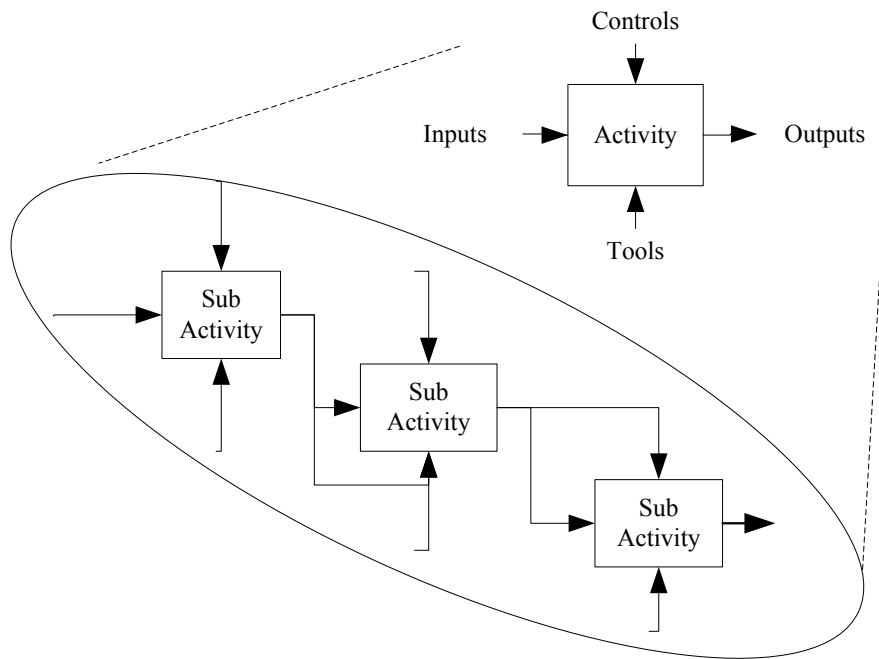 Controls
Inputs
Activity
Outputs
Tools
Sub
Activity
Sub
Activity
Sub
Activity